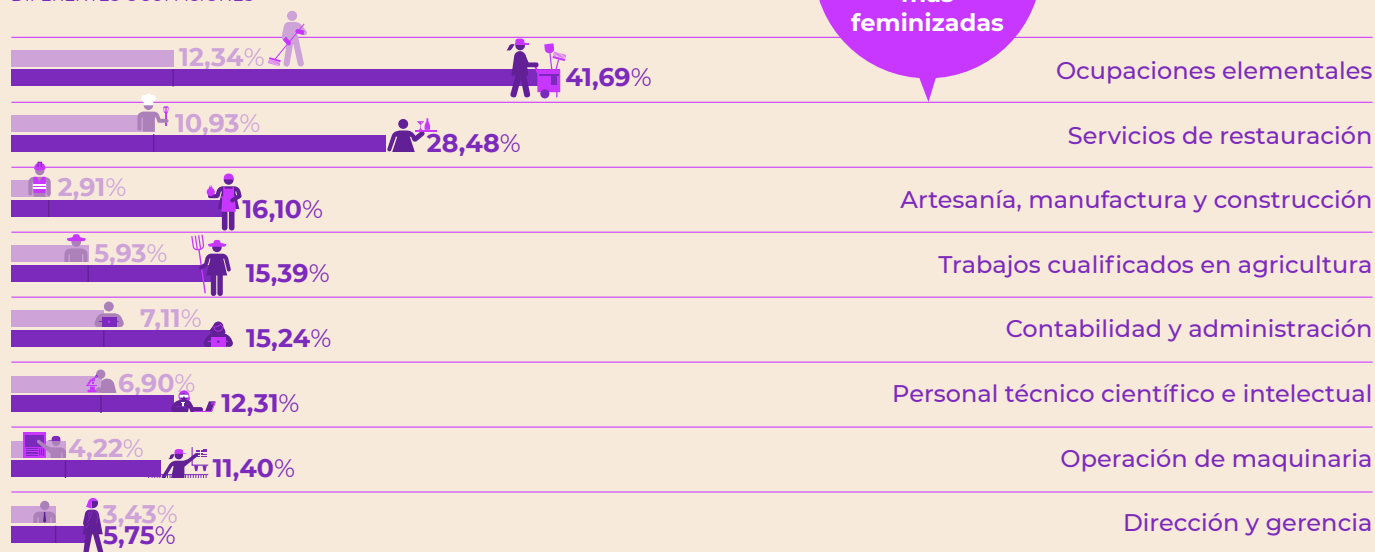 DIFERENTES OCUPACIONES
más
feminizadas
12,34%
41,69%
Ocupaciones elementales
10,93%
28,48%
Servicios de restauración
2,91%
16,10%
Artesanía, manufactura y construcción
5,93%
15,39%
Trabajos cualificados en agricultura
7,11%
15,24%
Contabilidad y administración
6,90%
12,31%
Personal técnico científico e intelectual
4,22%
11,40%
Operación de maquinaria
3,43%
5,75%
Dirección y gerencia